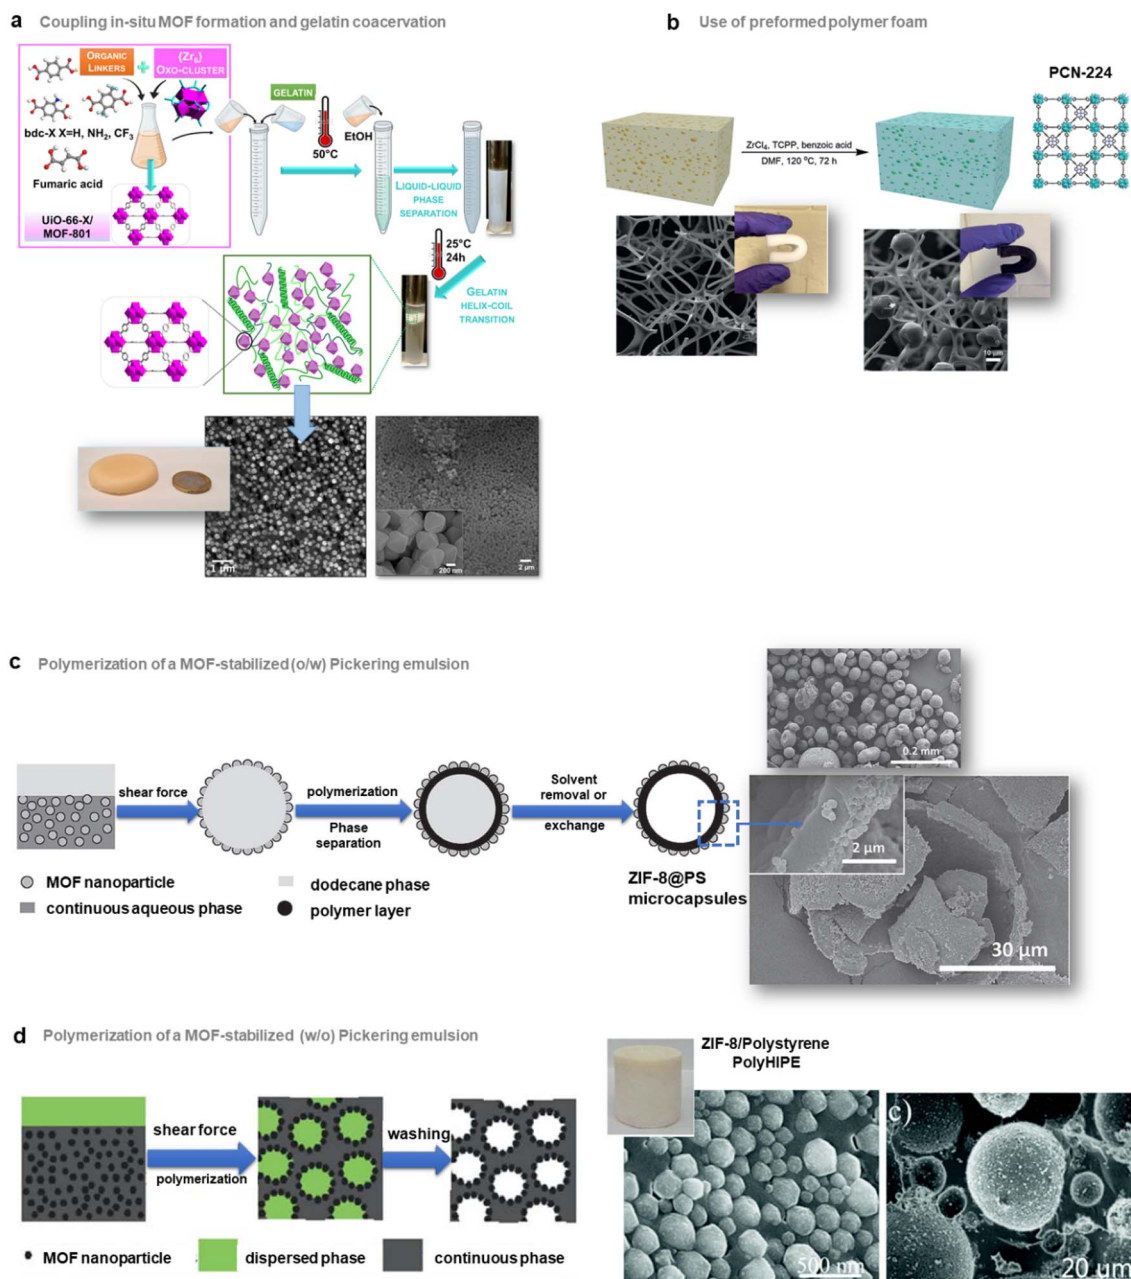 a Coupling in-situ MOF formation and gelatin coacervation
ORGANIC LINKERS
+
{Zr6} OXO-CLUSTER
bdc-X X=H, NH2, CF3
Fumaric acid
UiO-66-X/
MOF-801
GELATIN
50°C
EtOH
LIQUID-LIQUID
PHASE
SEPARATION
25°C
24h
GELATIN
HELIX-COIL
TRANSITION
1 μm
200 nm
2 μm
b Use of preformed polymer foam
PCN-224
ZrCl4, TCPP, benzoic acid
DMF, 120 °C, 72 h
10 μm
c Polymerization of a MOF-stabilized (o/w) Pickering emulsion
shear force
polymerization
Phase
separation
Solvent
removal or
exchange
ZIF-8@PS
microcapsules
MOF nanoparticle
dodecane phase
continuous aqueous phase
polymer layer
0.2 mm
2 μm
30 μm
d Polymerization of a MOF-stabilized (w/o) Pickering emulsion
shear force
polymerization
washing
MOF nanoparticle
dispersed phase
continuous phase
ZIF-8/Polystyrene
PolyHIPE
500 nm
c)
20 μm